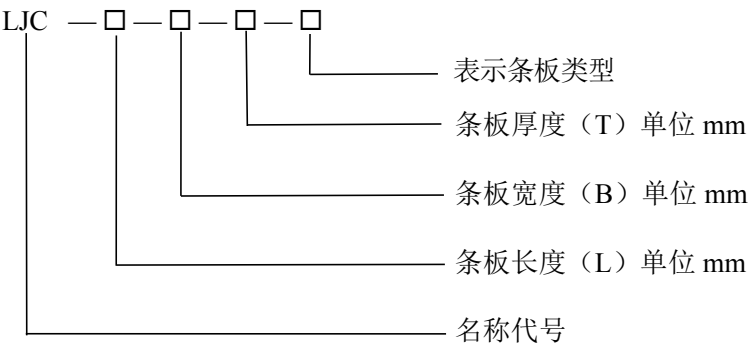 LJC — □ — □ — □ — □
表示条板类型
条板厚度（T）单位 mm
条板宽度（B）单位 mm
条板长度（L）单位 mm
名称代号